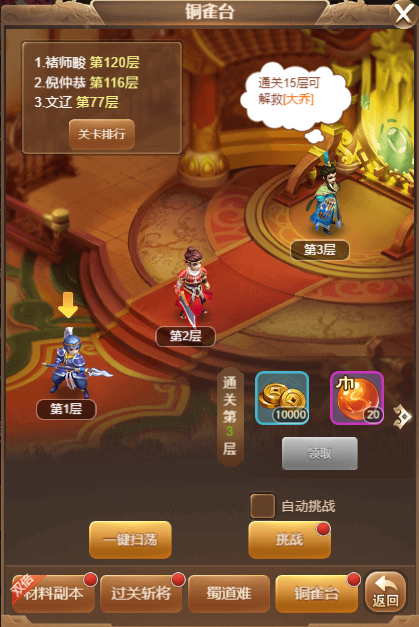 铜雀台
1.褚师酸 第120层
2.倪仲恭 第116层
3.文辽 第77层
关卡排行
通关15层可
解救[大乔]
第3层
第2层
第1层
通关第3层
10000
20
领取
自动挑战
一键扫荡
挑战
双倍
材料副本
过关斩将
蜀道难
铜雀台
返回